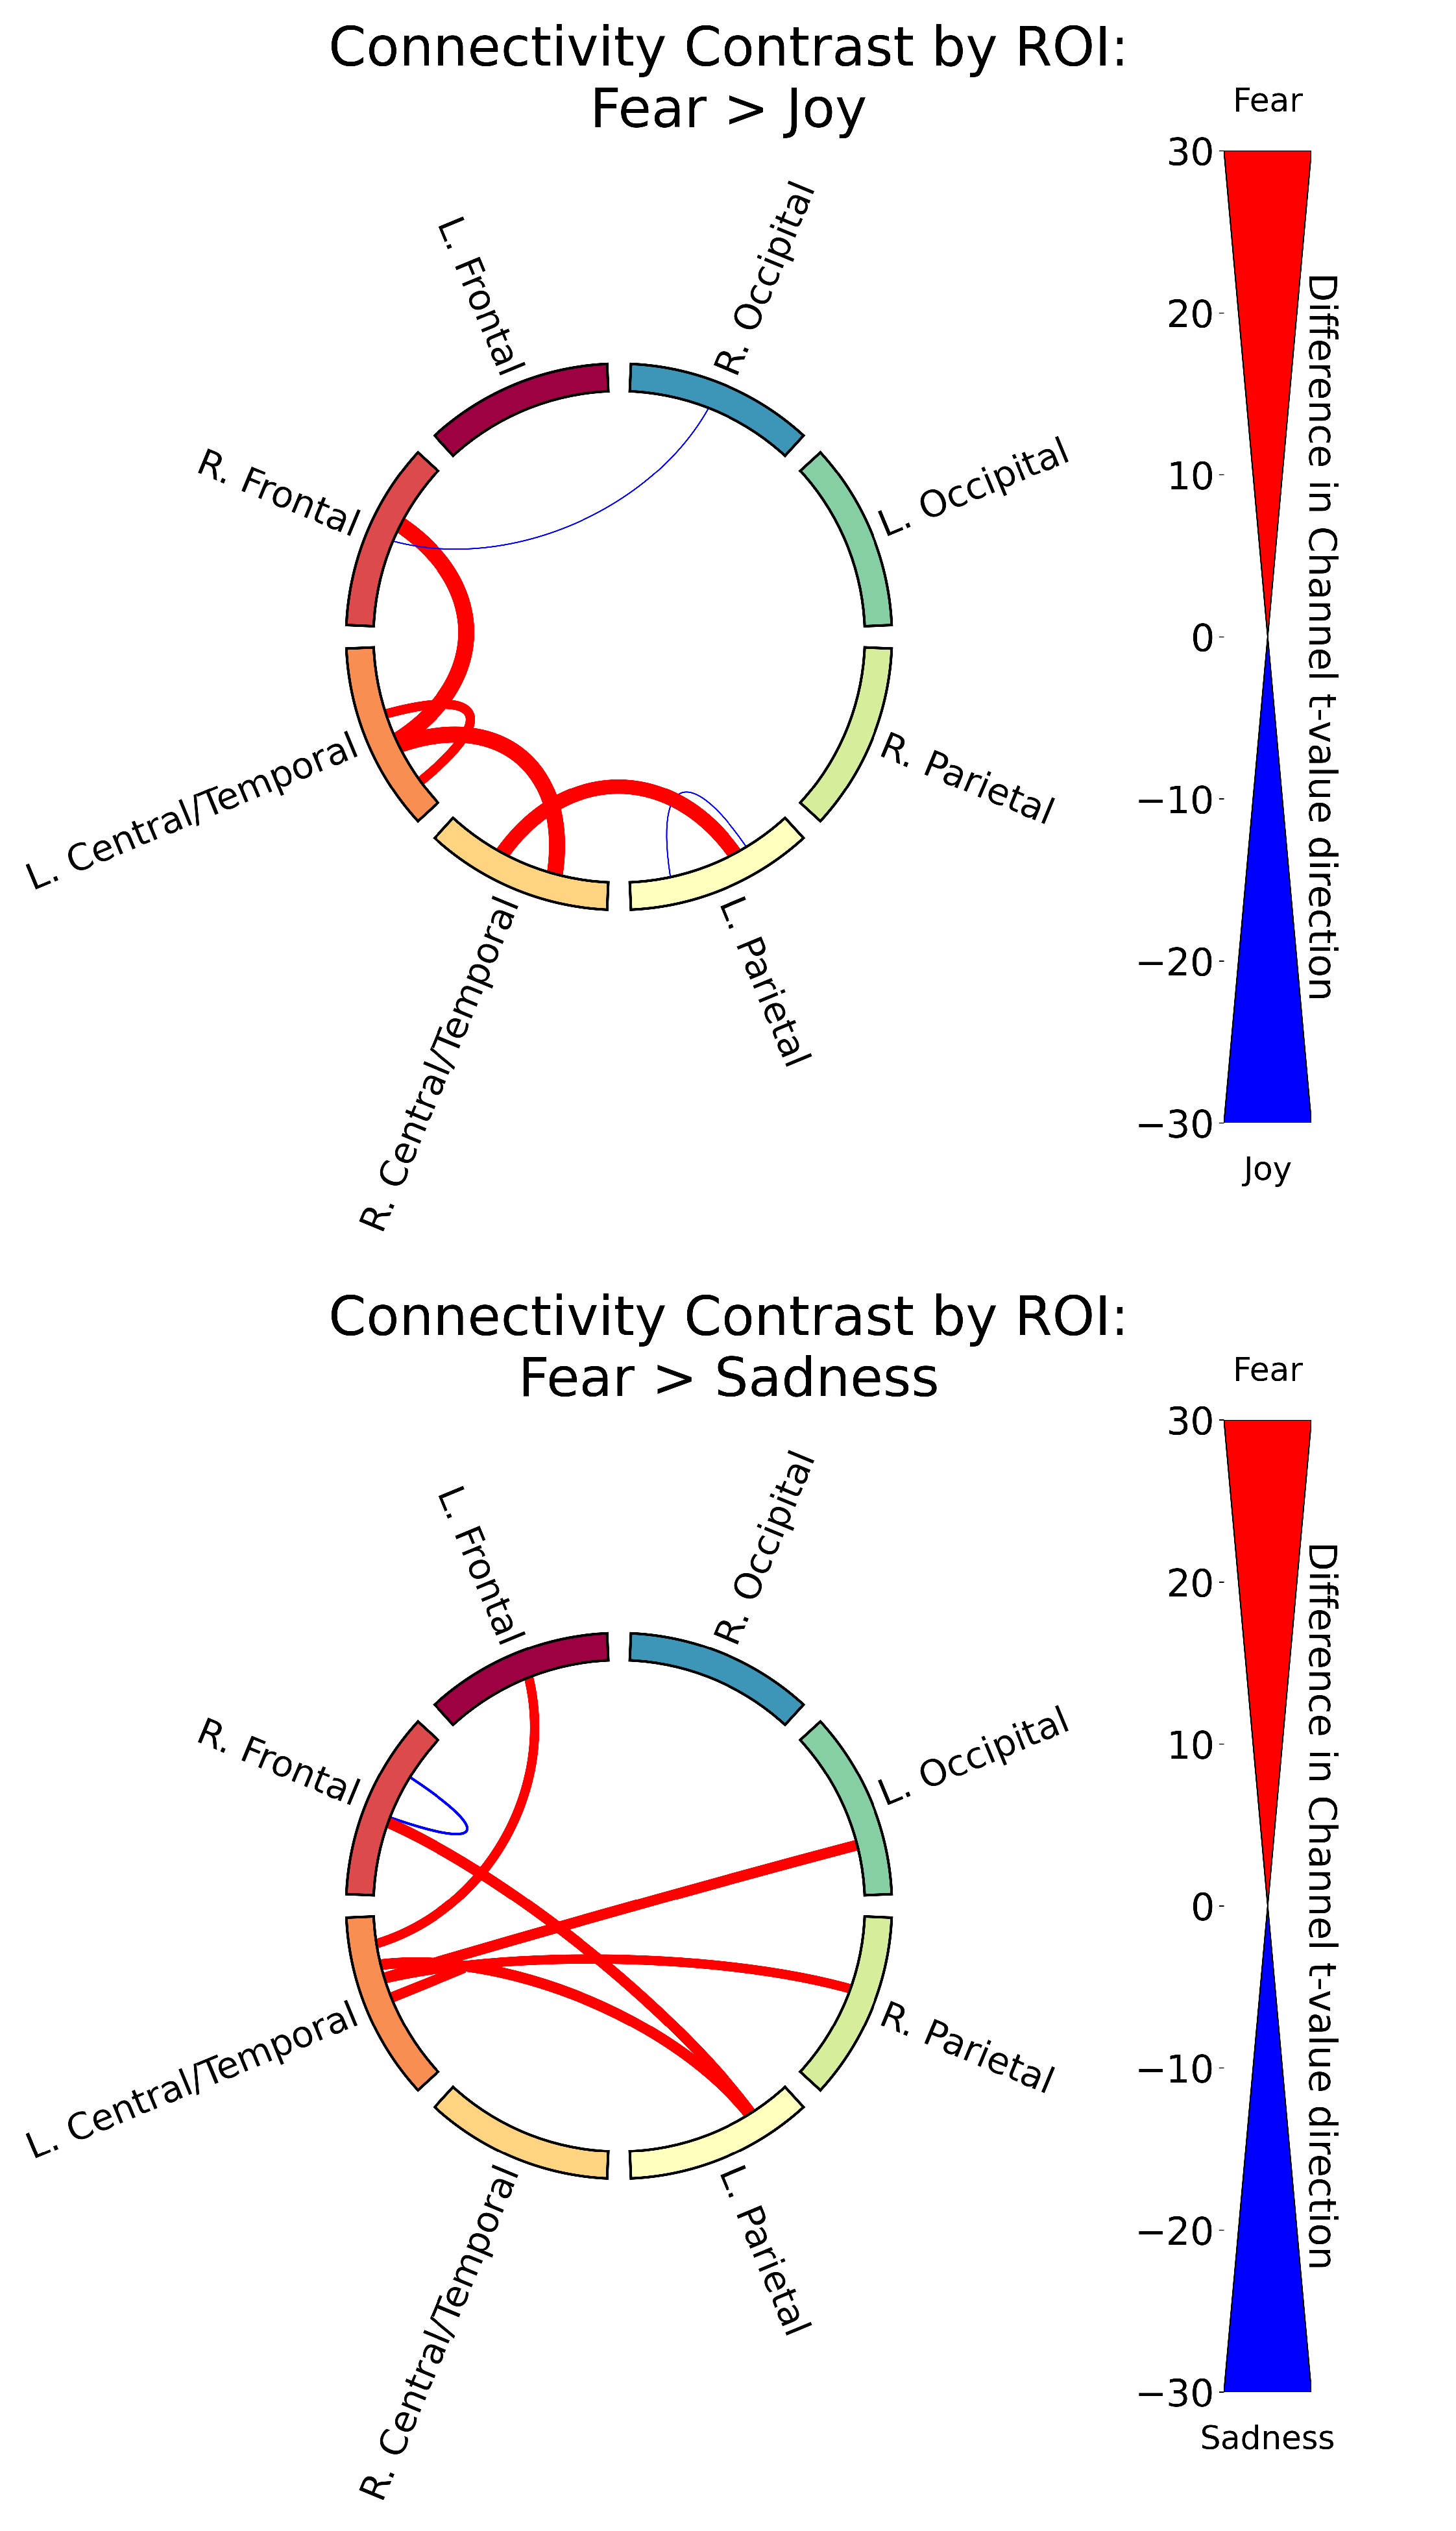 Connectivity Contrast by ROI:
Fear > Joy
Fear
30
20
10
0
−10
−20
−30
Joy
Difference in Channel t-value direction
L. Frontal
R. Occipital
R. Frontal
L. Occipital
L. Central/Temporal
R. Parietal
R. Central/Temporal
L. Parietal
Connectivity Contrast by ROI:
Fear > Sadness
Fear
30
20
10
0
−10
−20
−30
Sadness
Difference in Channel t-value direction
L. Frontal
R. Occipital
R. Frontal
L. Occipital
L. Central/Temporal
R. Parietal
R. Central/Temporal
L. Parietal